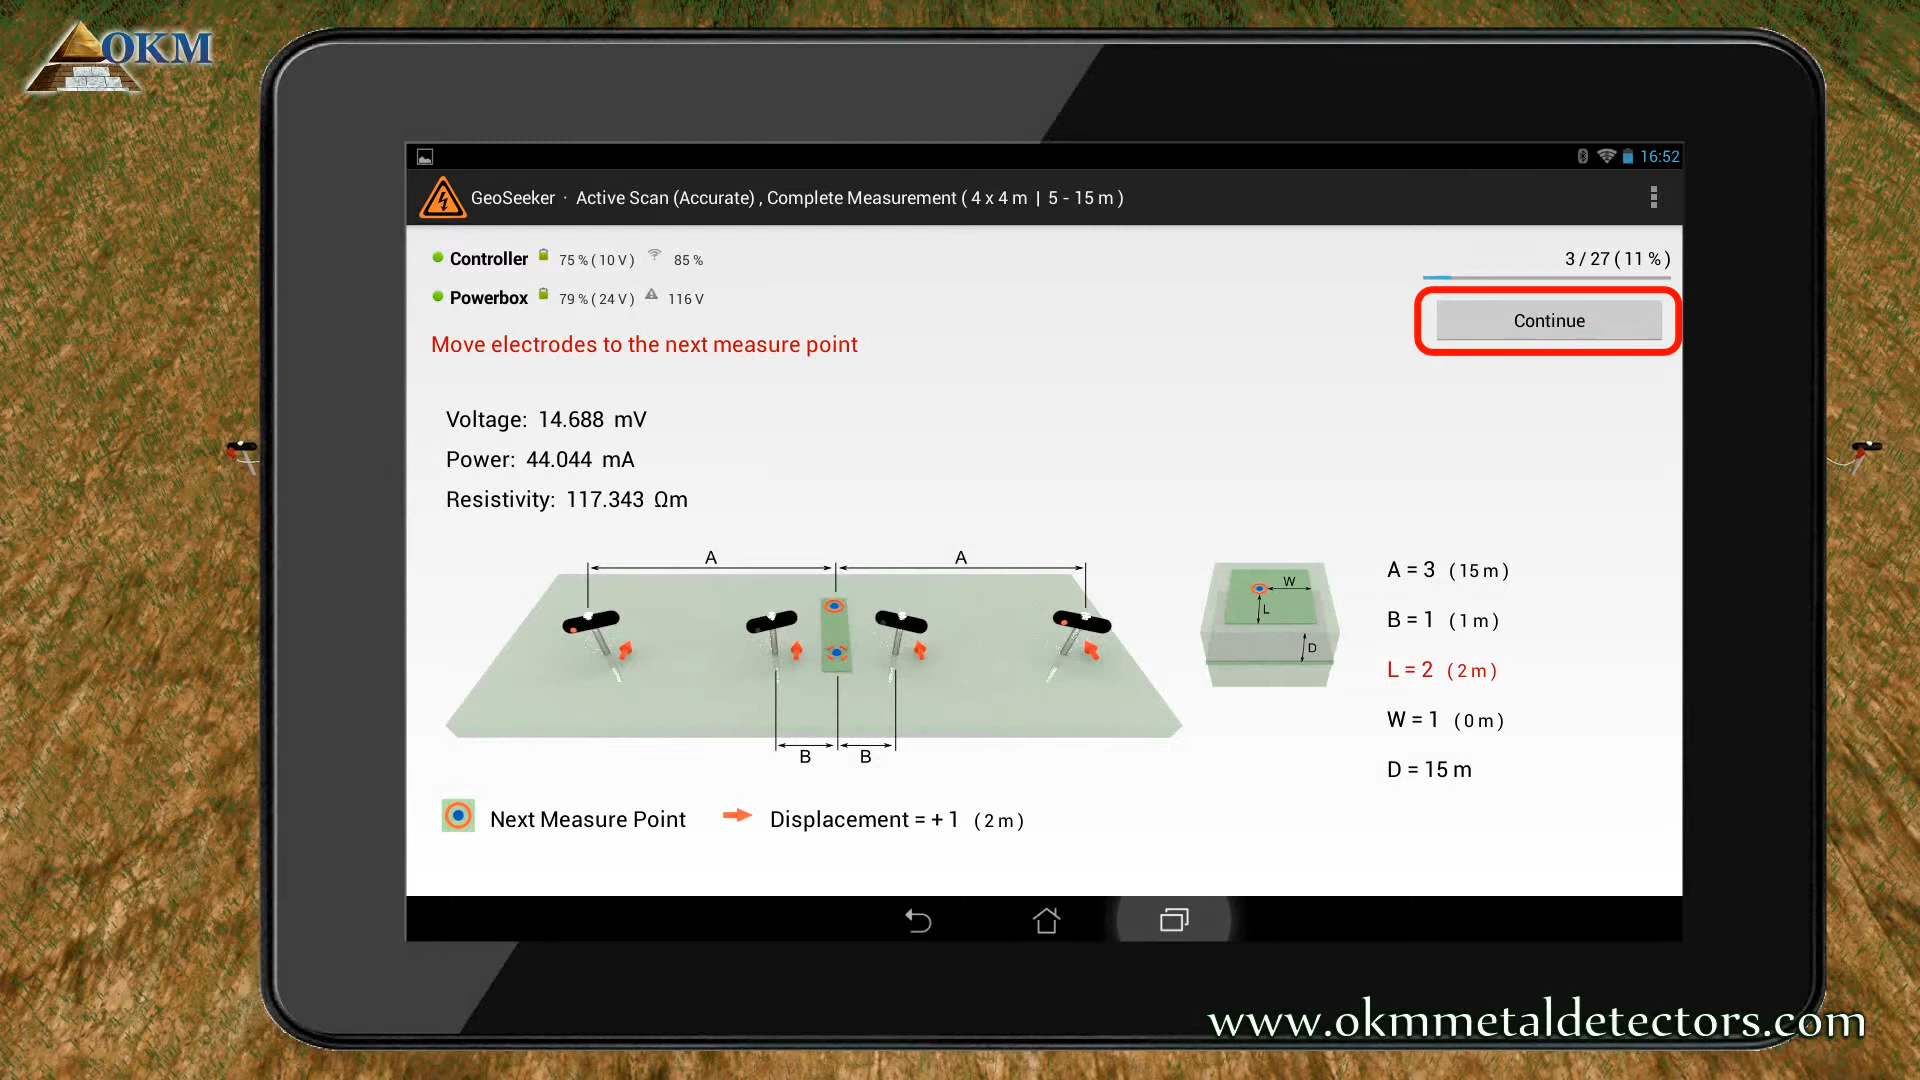 OKM
16:52
GeoSeeker · Active Scan (Accurate) , Complete Measurement ( 4 x 4 m | 5 - 15 m )
Controller 75 % ( 10 V ) 85 %
3 / 27 ( 11 % )
Powerbox 79 % ( 24 V ) 116 V
Continue
Move electrodes to the next measure point
Voltage: 14.688 mV
Power: 44.044 mA
Resistivity: 117.343 Ωm
A A
B B
W
L
D
A = 3 ( 15 m )
B = 1 ( 1 m )
L = 2 ( 2 m )
W = 1 ( 0 m )
D = 15 m
Next Measure Point Displacement = + 1 ( 2 m )
www.okmmetaldetectors.com